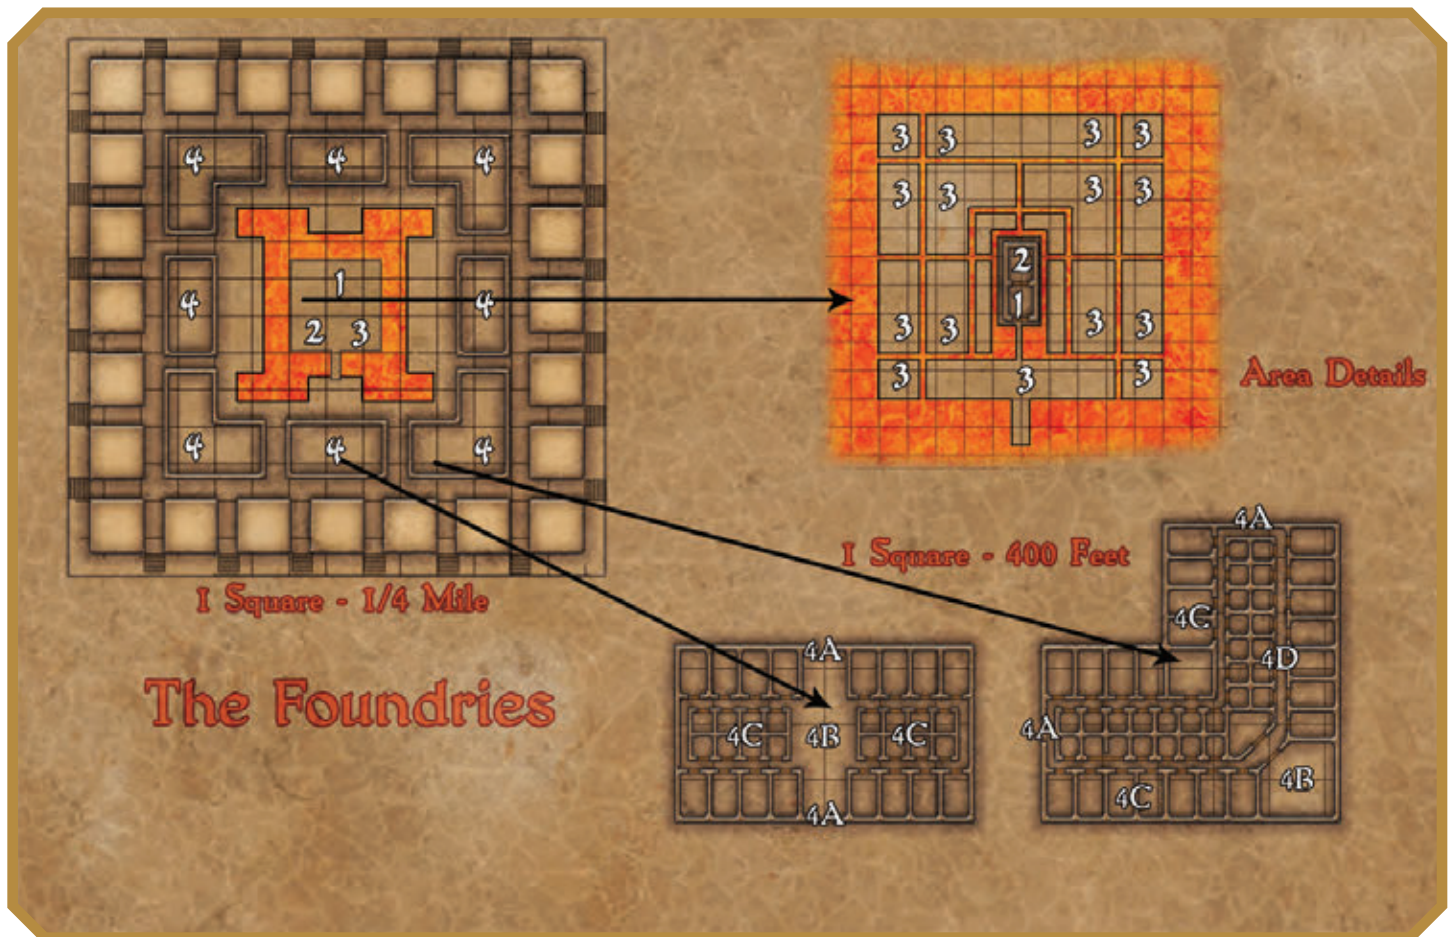 4 4 4
1
4 4
2 3
4 4 4
1 Square - 1/4 Mile
The Foundries
3 3 3 3
3 3 3 3
2
1
3 3 3 3
3 3 3
Area Details
1 Square - 400 Feet
4A
4C 4B 4C
4A
4A
4C
4D
4A
4B
4C